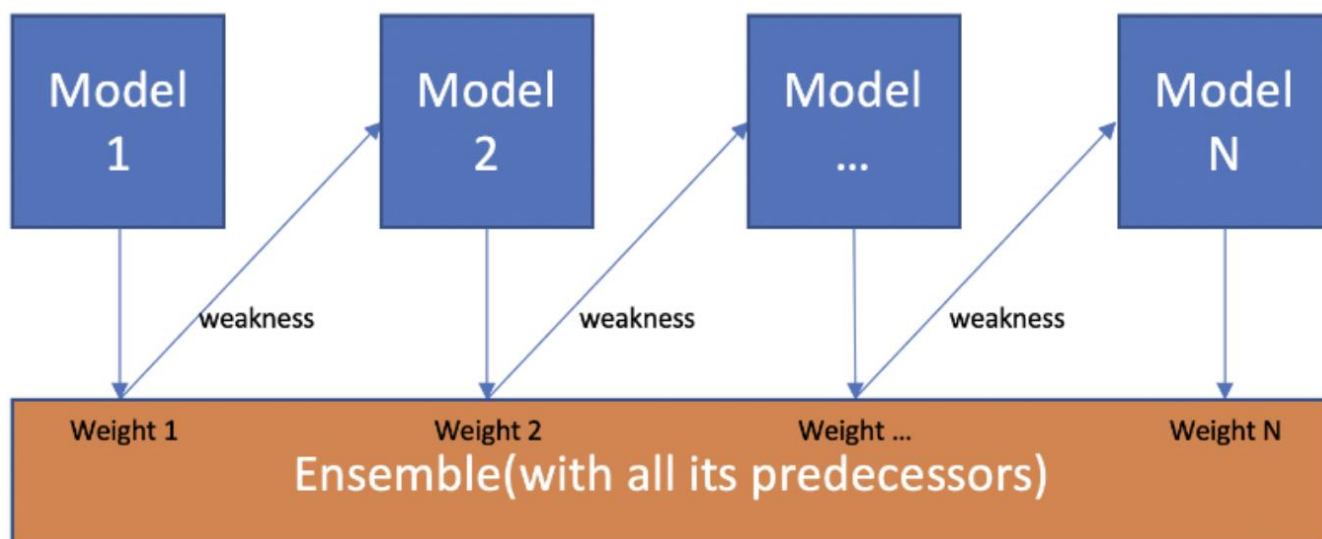 Model
1
Model
2
Model
...
Model
N
weakness
weakness
weakness
Weight 1
Weight 2
Weight ...
Weight N
Ensemble(with all its predecessors)